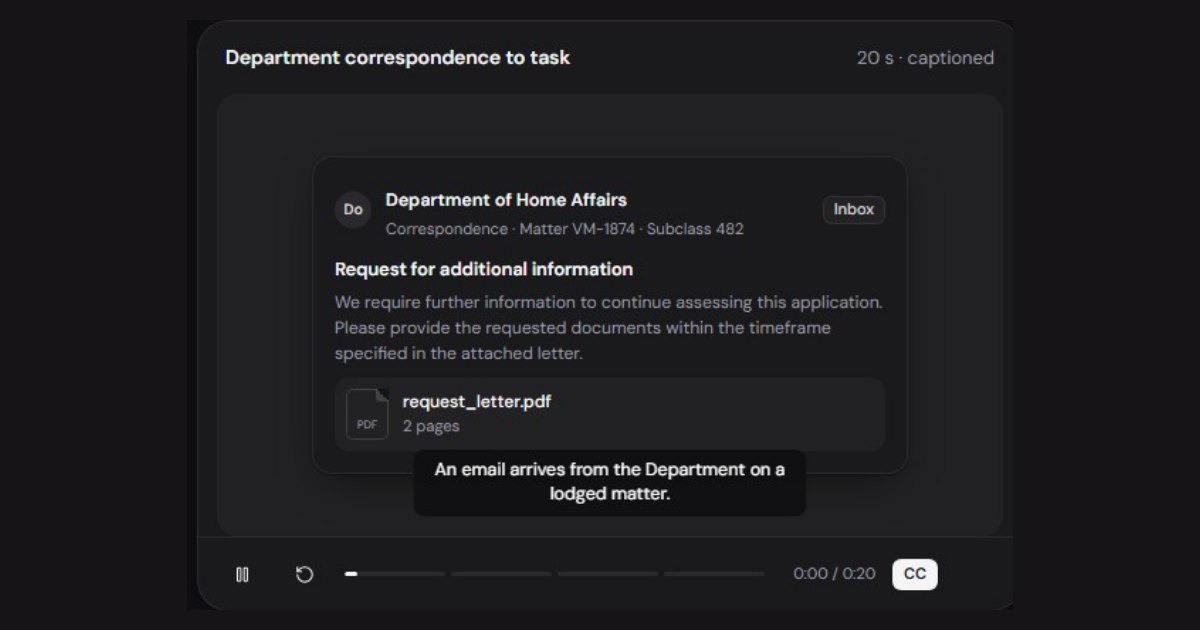 Department correspondence to task
20 s · captioned
Do
Department of Home Affairs
Correspondence · Matter VM-1874 · Subclass 482
Inbox
Request for additional information
We require further information to continue assessing this application.
Please provide the requested documents within the timeframe
specified in the attached letter.
PDF
request_letter.pdf
2 pages
An email arrives from the Department on a
lodged matter.
0:00 / 0:20
CC